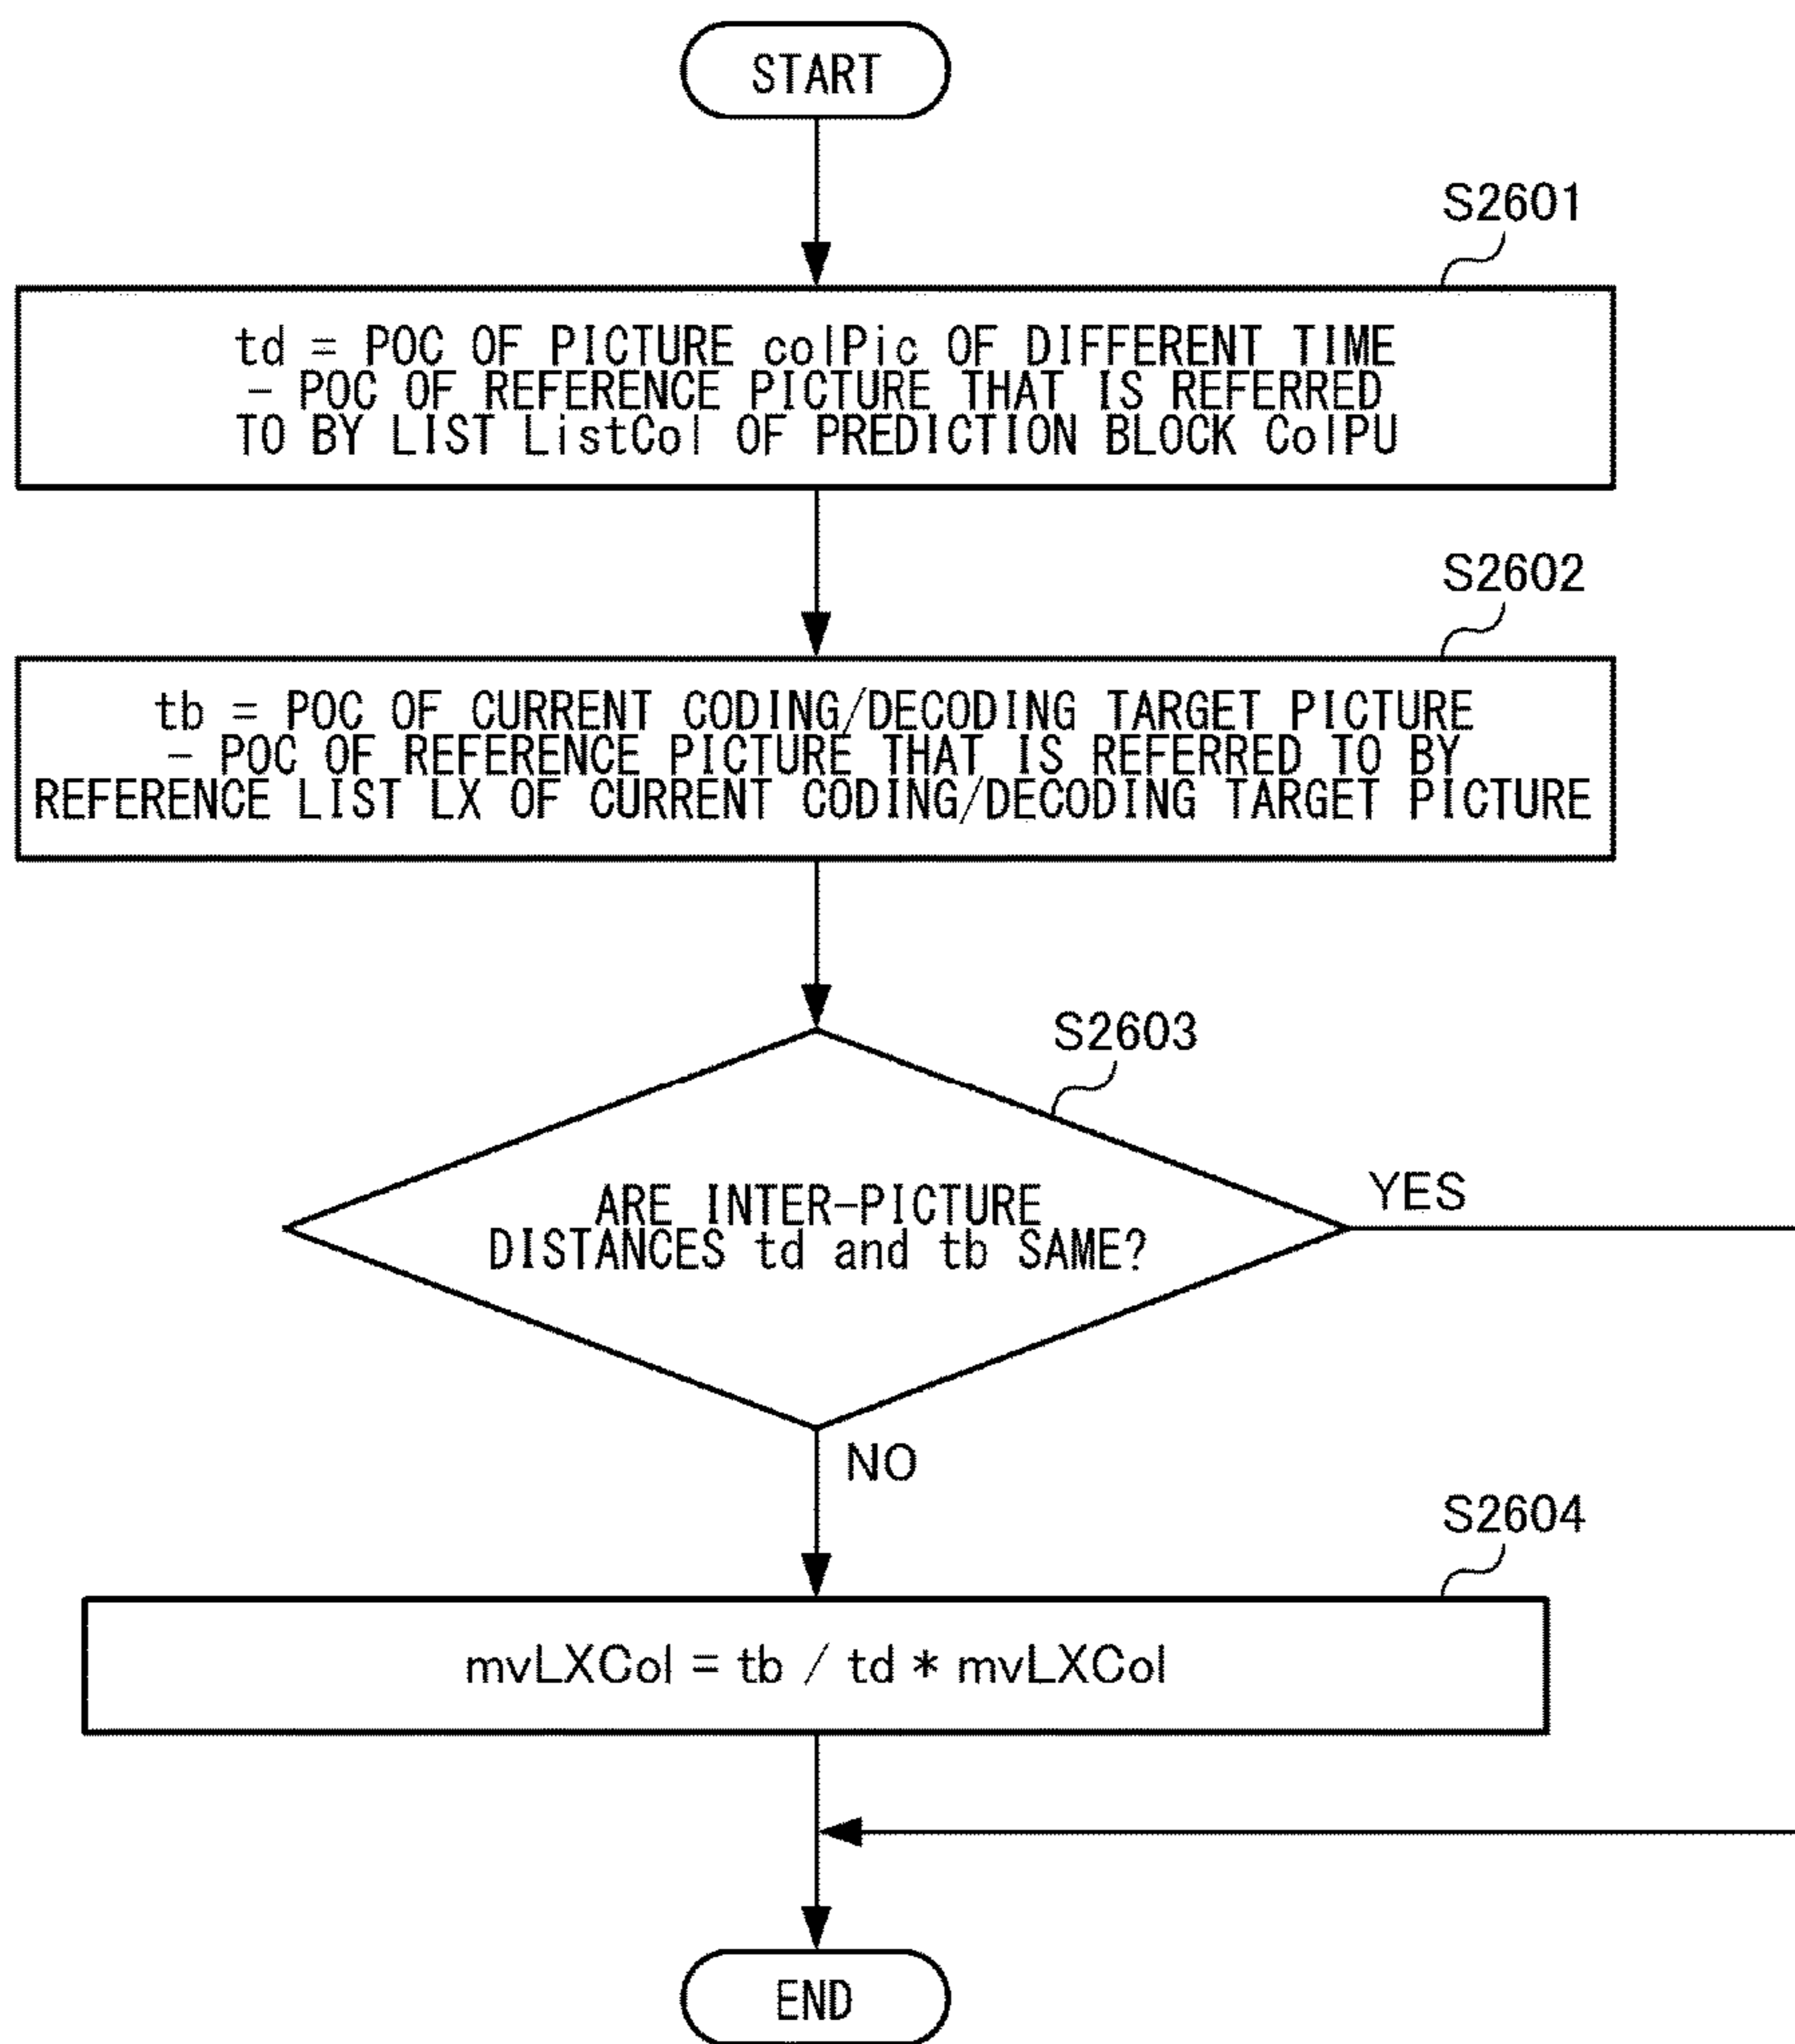 START
S2601
td = POC OF PICTURE colPic OF DIFFERENT TIME
- POC OF REFERENCE PICTURE THAT IS REFERRED
TO BY LIST ListCol OF PREDICTION BLOCK ColPU
S2602
tb = POC OF CURRENT CODING/DECODING TARGET PICTURE
- POC OF REFERENCE PICTURE THAT IS REFERRED TO BY
REFERENCE LIST LX OF CURRENT CODING/DECODING TARGET PICTURE
S2603
ARE INTER-PICTURE
DISTANCES td and tb SAME?
YES
NO
S2604
mvLXCol = tb / td * mvLXCol
END